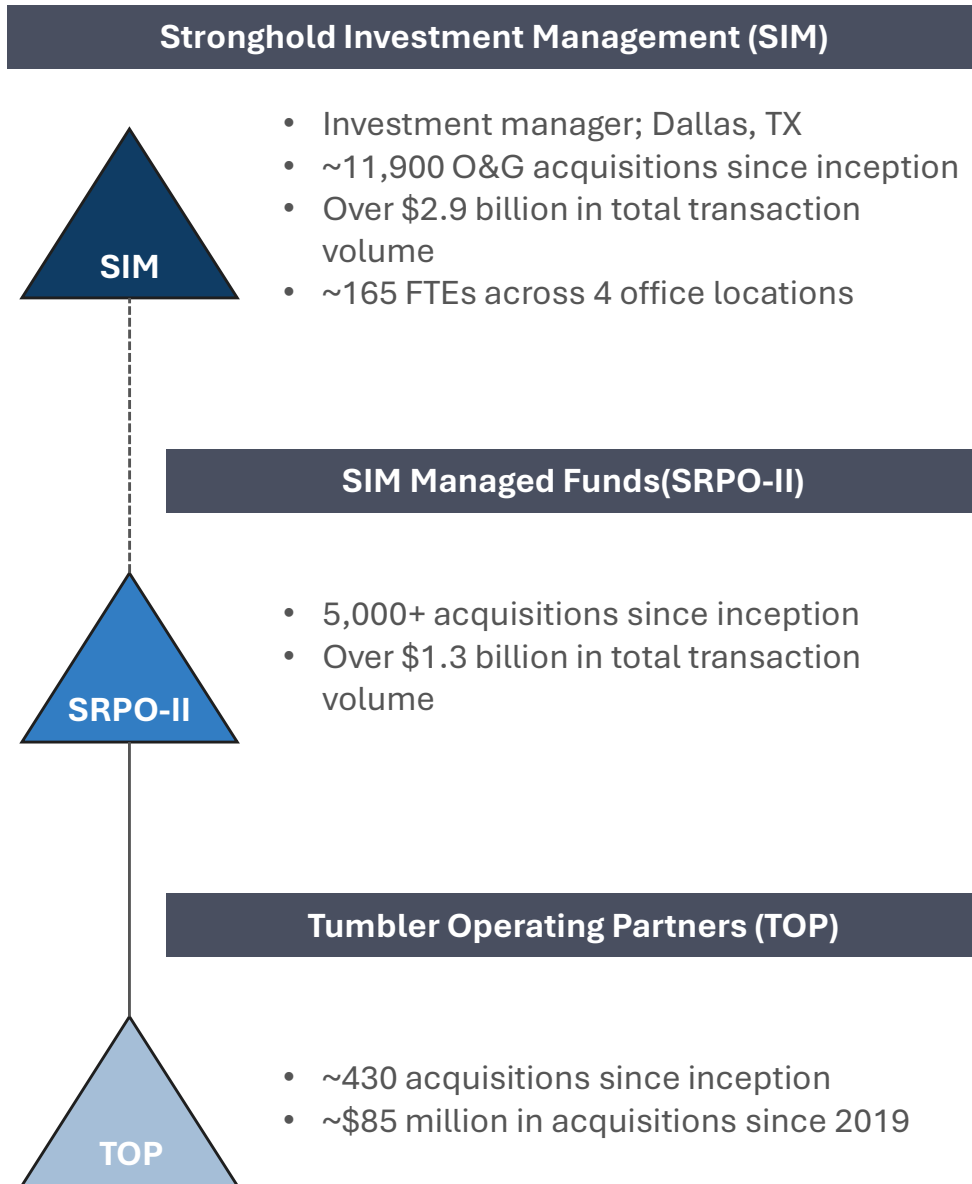 Stronghold Investment Management (SIM)
• Investment manager; Dallas, TX
• ~11,900 O&G acquisitions since inception
• Over $2.9 billion in total transaction
volume
• ~165 FTEs across 4 office locations
SIM
SIM Managed Funds(SRPO-II)
• 5,000+ acquisitions since inception
• Over $1.3 billion in total transaction
volume
SRPO-II
Tumbler Operating Partners (TOP)
• ~430 acquisitions since inception
• ~$85 million in acquisitions since 2019
TOP